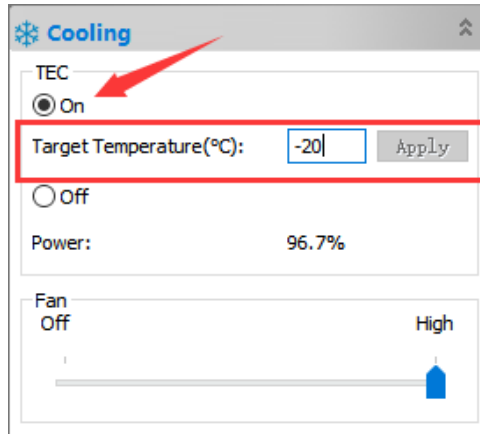 Cooling
TEC
On
Target Temperature(°C): -20 Apply
Off
Power: 96.7%
Fan
Off High